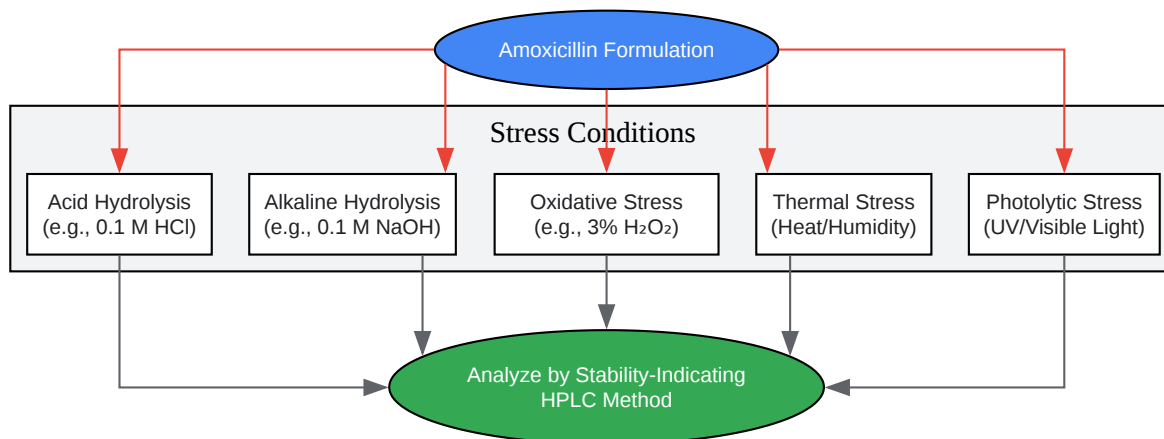 Amoxicillin Formulation
Stress Conditions
Acid Hydrolysis
(e.g., 0.1 M HCl)
Alkaline Hydrolysis
(e.g., 0.1 M NaOH)
Oxidative Stress
(e.g., 3% H₂O₂)
Thermal Stress
(Heat/Humidity)
Photolytic Stress
(UV/Visible Light)
Analyze by Stability-Indicating
HPLC Method